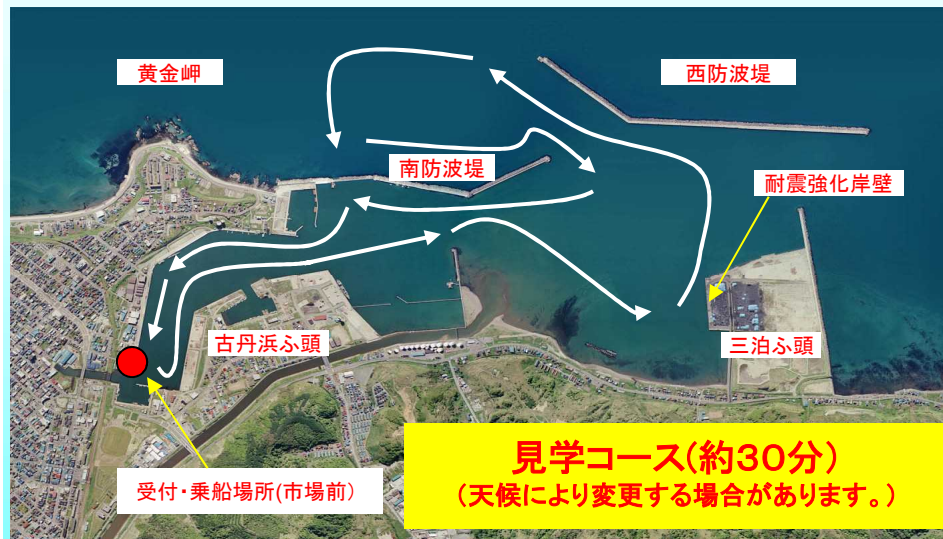 黄金岬
西防波堤
南防波堤
耐震強化岸壁
古丹浜ふ頭
三泊ふ頭
受付・乗船場所(市場前)
見学コース(約30分)
(天候により変更する場合があります。)